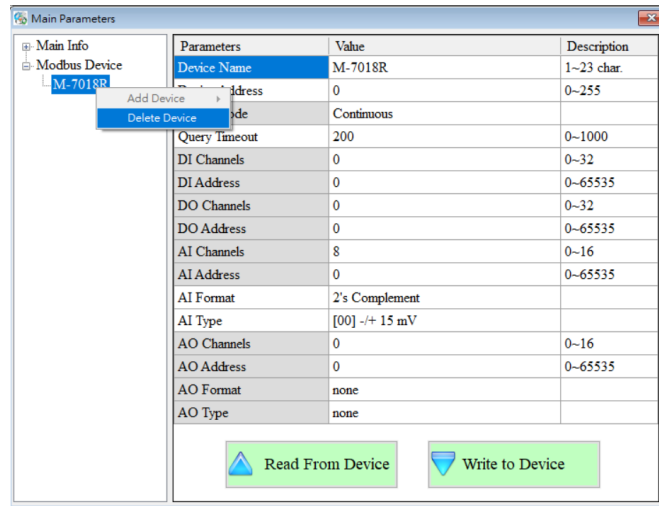 Main Parameters
Main Info
Modbus Device
M-7018R
Add Device
Delete Device
Parameters Value Description
Device Name M-7018R 1~23 char.
Address 0 0~255
ode Continuous
Query Timeout 200 0~1000
DI Channels 0 0~32
DI Address 0 0~65535
DO Channels 0 0~32
DO Address 0 0~65535
AI Channels 8 0~16
AI Address 0 0~65535
AI Format 2's Complement
AI Type [00] -/+ 15 mV
AO Channels 0 0~16
AO Address 0 0~65535
AO Format none
AO Type none
Read From Device
Write to Device